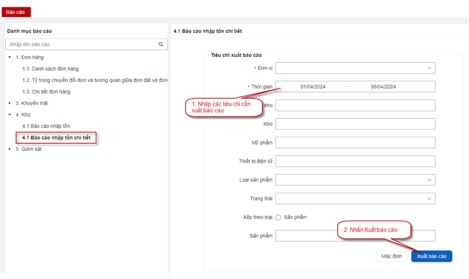 Báo cáo
Danh mục báo cáo
Nhập tên báo cáo
1. Đơn hàng
1.1. Danh sách đơn hàng
1.2. Tỷ trọng chuyển đổi đơn và tương quan giữa đơn đặt và đơn
1.3. Chi tiết đơn hàng
3. Khuyến mãi
4. Kho
4.1 Báo cáo nhập tồn
4.1 Báo cáo nhập tồn chi tiết
5. Giám sát
4.1 Báo cáo nhập tồn chi tiết
Tiêu chí xuất báo cáo
* Đơn vị
* Thời gian 01/04/2024 30/04/2024
1. Nhập các tiêu chí cần
xuất báo cáo
kho
Kho
Mỹ phẩm
Thiết bị điện tử
Loại sản phẩm
Trạng thái
Xếp theo loại Sản phẩm
2. Nhấn Xuất báo cáo
Sản phẩm
Mặc định Xuất báo cáo